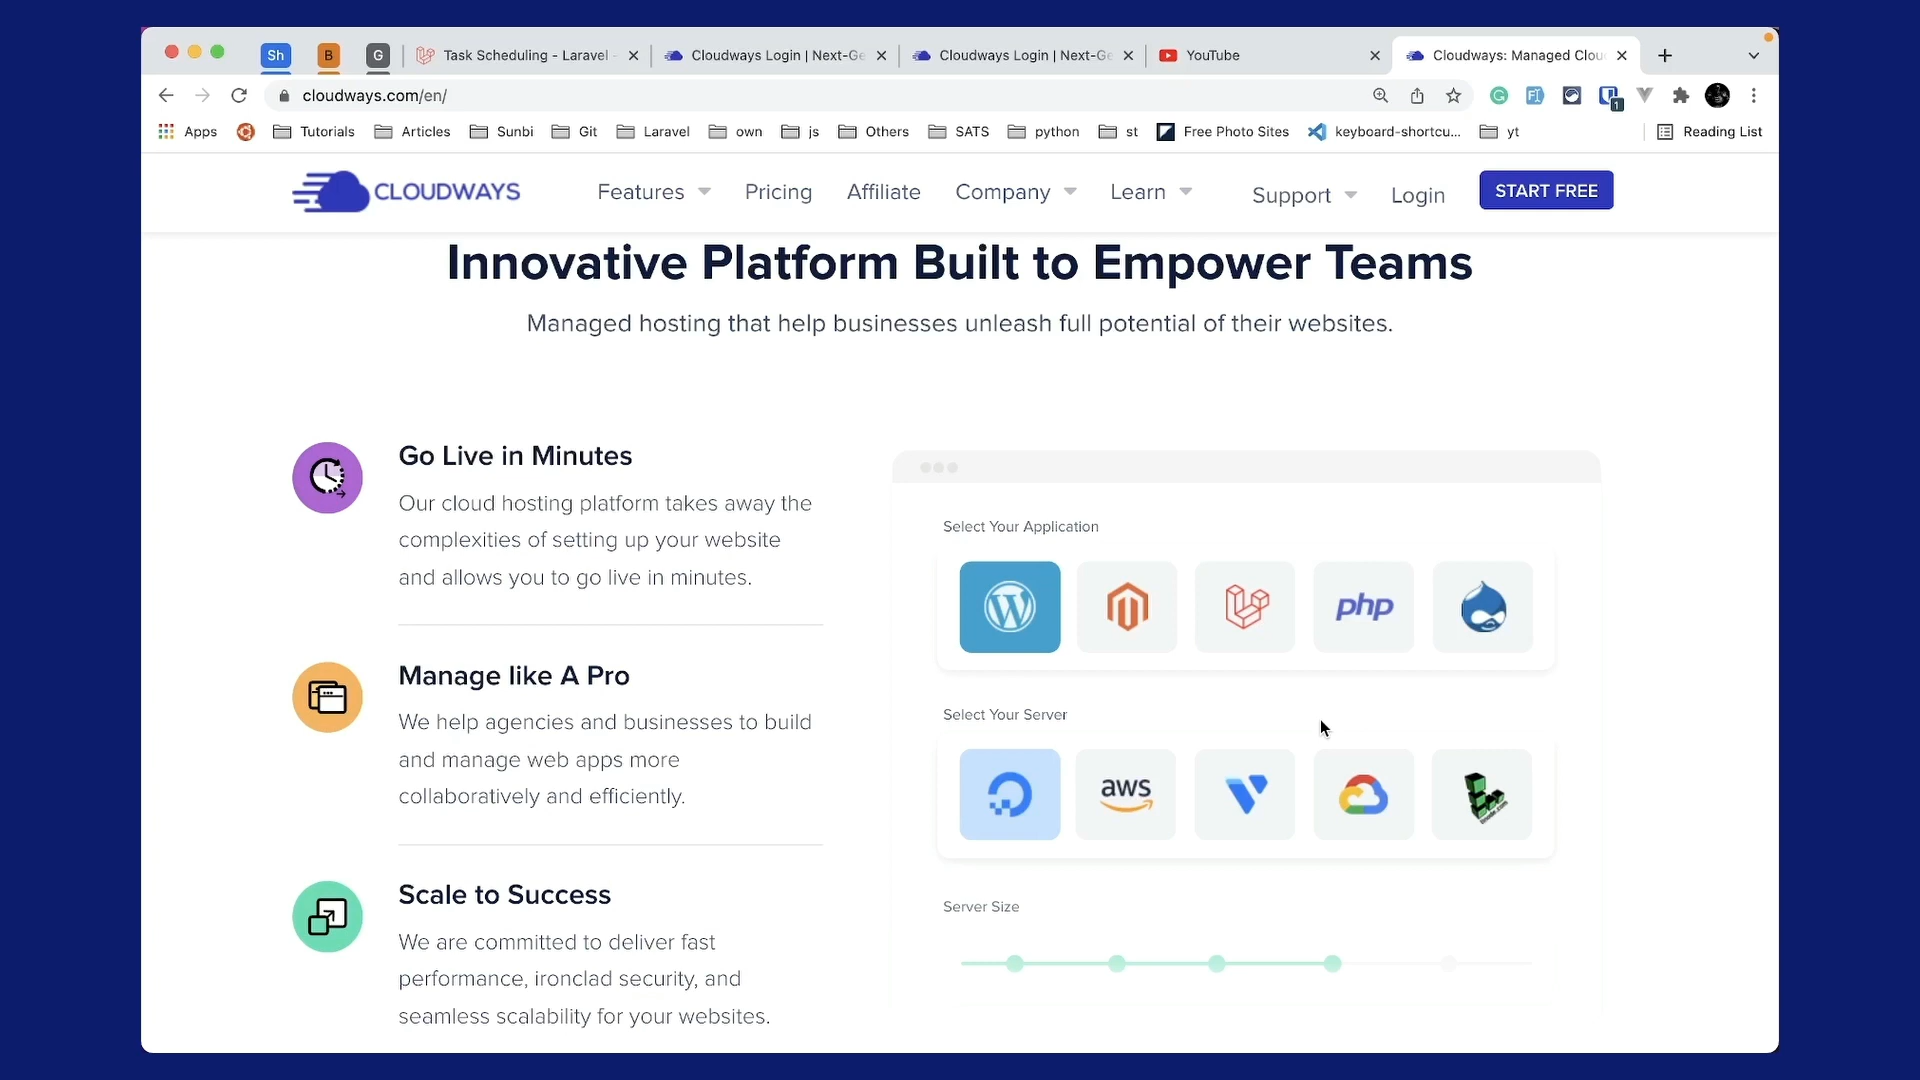 Sh
B
G
Task Scheduling - Laravel -
Cloudways Login | Next-Ge
Cloudways Login | Next-Ge
YouTube
Cloudways: Managed Clou
cloudways.com/en/
1
Apps
Tutorials
Articles
Sunbi
Git
Laravel
own
js
Others
SATS
python
st
Free Photo Sites
keyboard-shortcu...
yt
Reading List
CLOUDWAYS
Features
Pricing
Affiliate
Company
Learn
Support
Login
START FREE
Innovative Platform Built to Empower Teams
Managed hosting that help businesses unleash full potential of their websites.
Go Live in Minutes
Our cloud hosting platform takes away the
complexities of setting up your website
and allows you to go live in minutes.
Manage like A Pro
We help agencies and businesses to build
and manage web apps more
collaboratively and efficiently.
Scale to Success
We are committed to deliver fast
performance, ironclad security, and
seamless scalability for your websites.
Select Your Application
php
Select Your Server
aws
linode.com
Server Size